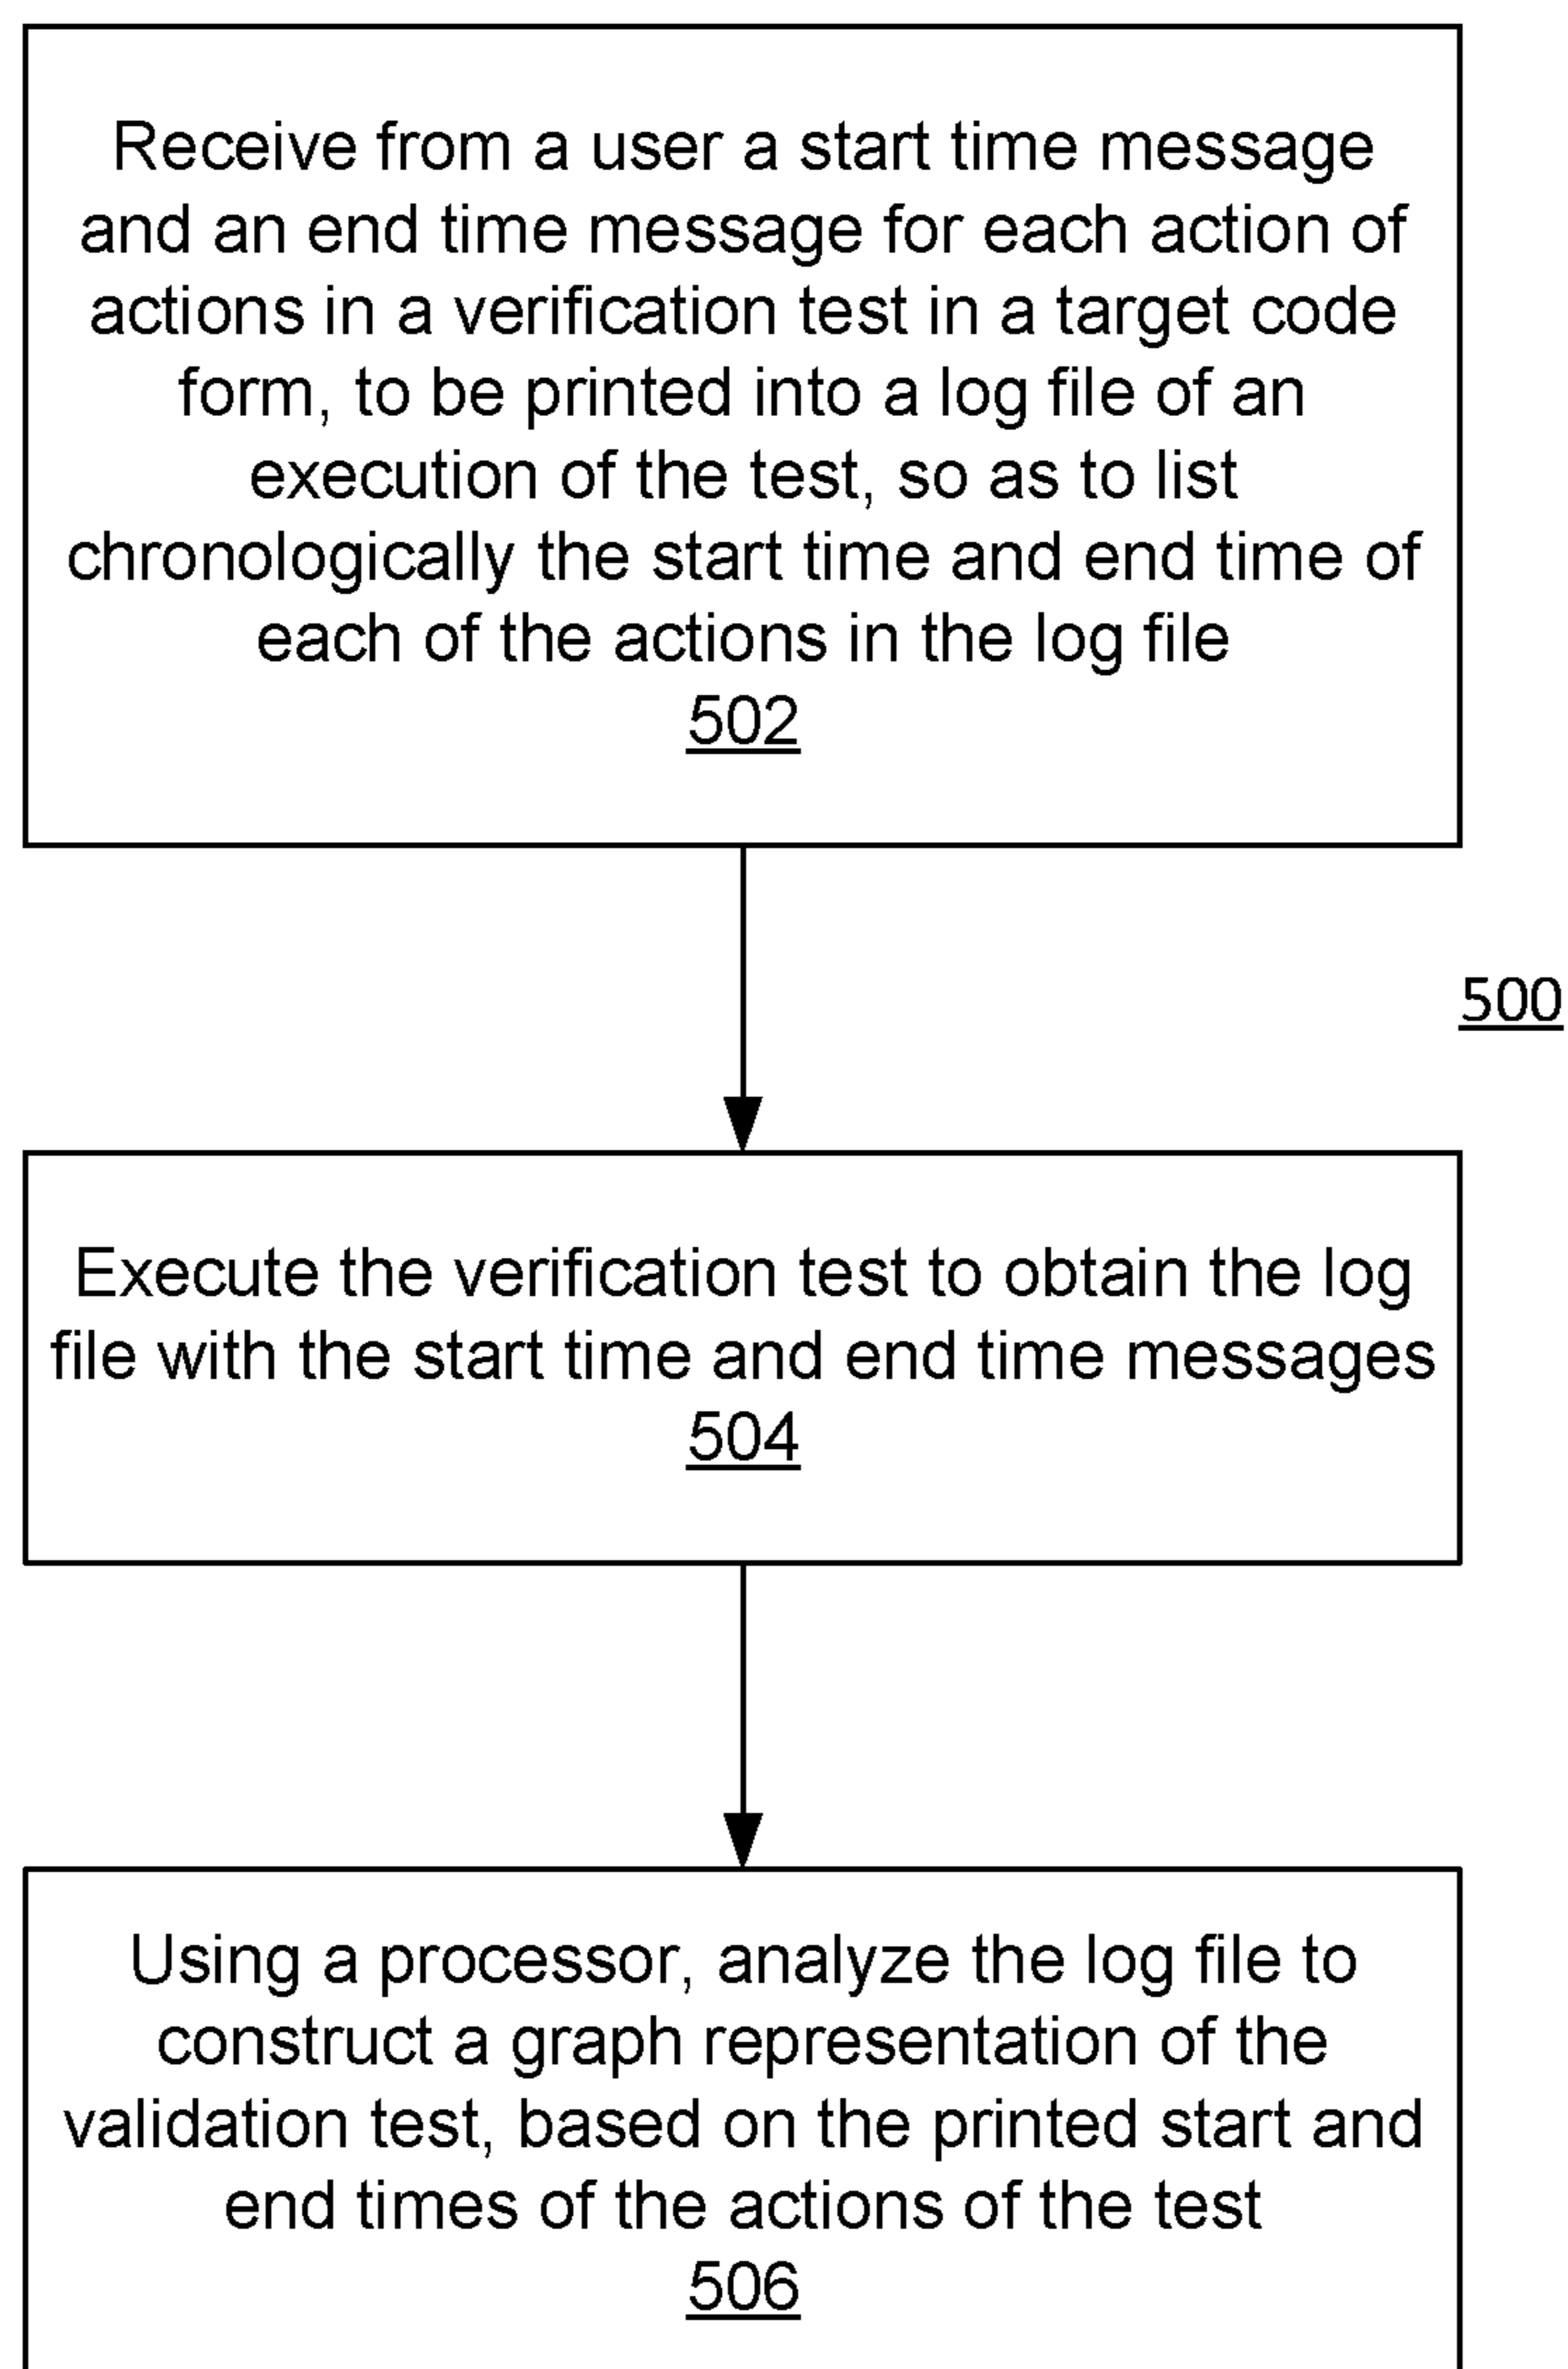 Receive from a user a start time message
and an end time message for each action of
actions in a verification test in a target code
form, to be printed into a log file of an
execution of the test, so as to list
chronologically the start time and end time of
each of the actions in the log file
502
500
Execute the verification test to obtain the log
file with the start time and end time messages
504
Using a processor, analyze the log file to
construct a graph representation of the
validation test, based on the printed start and
end times of the actions of the test
506